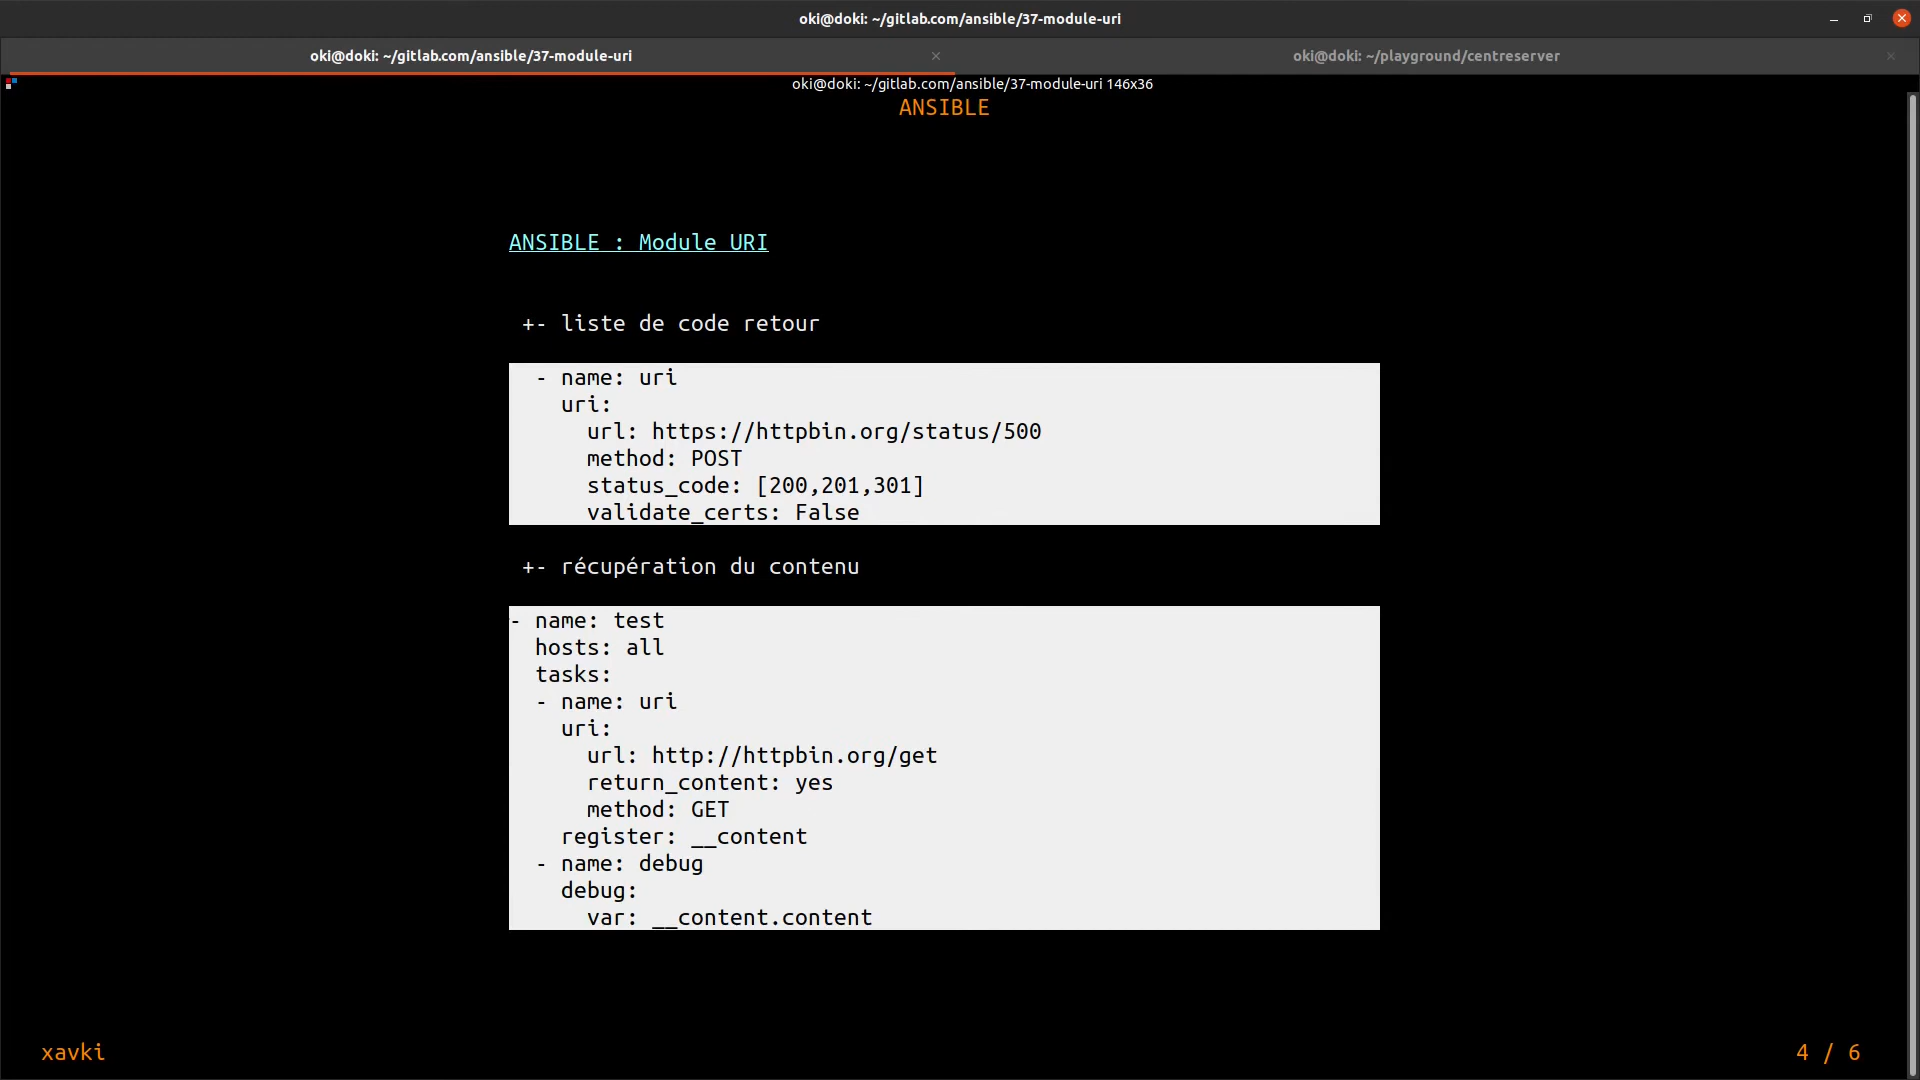 oki@doki: ~/gitlab.com/ansible/37-module-uri
oki@doki: ~/gitlab.com/ansible/37-module-uri
oki@doki: ~/playground/centreserver
oki@doki: ~/gitlab.com/ansible/37-module-uri 146x36
ANSIBLE
ANSIBLE : Module URI
+- liste de code retour
- name: uri
uri:
url: https://httpbin.org/status/500
method: POST
status_code: [200,201,301]
validate_certs: False
+- récupération du contenu
- name: test
hosts: all
tasks:
- name: uri
uri:
url: http://httpbin.org/get
return_content: yes
method: GET
register: __content
- name: debug
debug:
var: __content.content
xavki
4 / 6